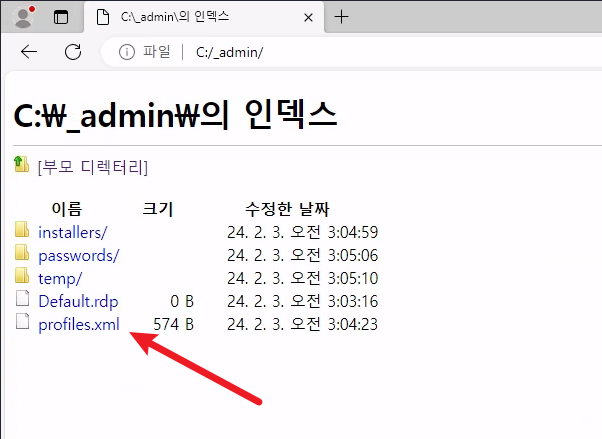 C:\_admin\의 인덱스
파일
C:/_admin/
C:₩_admin₩의 인덱스
[부모 디렉터리]
이름 크기 수정한 날짜
installers/ 24. 2. 3. 오전 3:04:59
passwords/ 24. 2. 3. 오전 3:05:06
temp/ 24. 2. 3. 오전 3:05:10
Default.rdp 0 B 24. 2. 3. 오전 3:03:16
profiles.xml 574 B 24. 2. 3. 오전 3:04:23